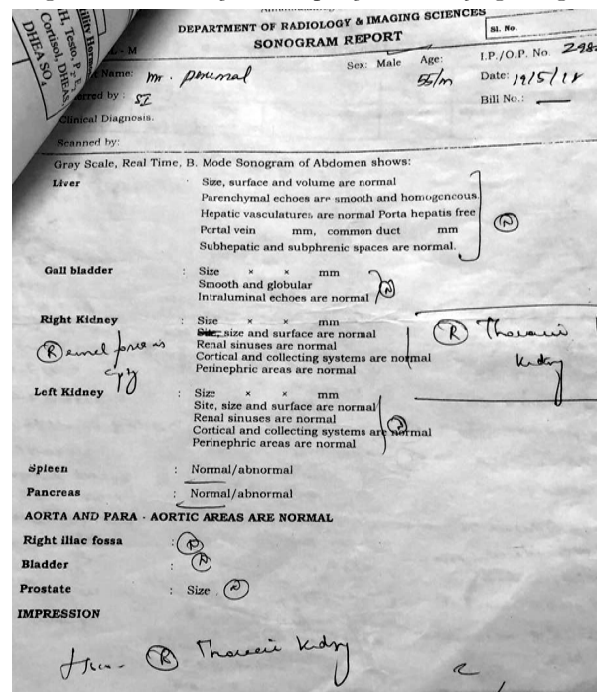 DEPARTMENT OF RADIOLOGY & IMAGING SCIENCES
SONOGRAM REPORT
Sl. No.
H, Testo, P
Cortisol, DHEAS,
DHEA SO4
- M
Name: Mr. Perumal Sex: Male Age: 55/m I.P./O.P. No. 298
by : SI Date: 19/5/18
Clinical Diagnosis. Bill No.: —
Scanned by:
Gray Scale, Real Time, B. Mode Sonogram of Abdomen shows:
Liver : Size, surface and volume are normal
Parenchymal echoes are smooth and homogeneous.
Hepatic vasculatures are normal Porta hepatis free
Portal vein mm, common duct mm
Subhepatic and subphrenic spaces are normal.
N
Gall bladder : Size × × mm
Smooth and globular
Intraluminal echoes are normal
N
Right Kidney : Size × × mm
Site, size and surface are normal
Renal sinuses are normal
Cortical and collecting systems are normal
Perinephric areas are normal
R Thoracic
Kidney
R renal fossa is
Left Kidney : Size × × mm
Site, size and surface are normal
Renal sinuses are normal
Cortical and collecting systems are normal
Perinephric areas are normal
N
Spleen : Normal/abnormal
Pancreas : Normal/abnormal
AORTA AND PARA - AORTIC AREAS ARE NORMAL
Right iliac fossa : N
Bladder : N
Prostate : Size N
IMPRESSION
R Thoracic Kidney